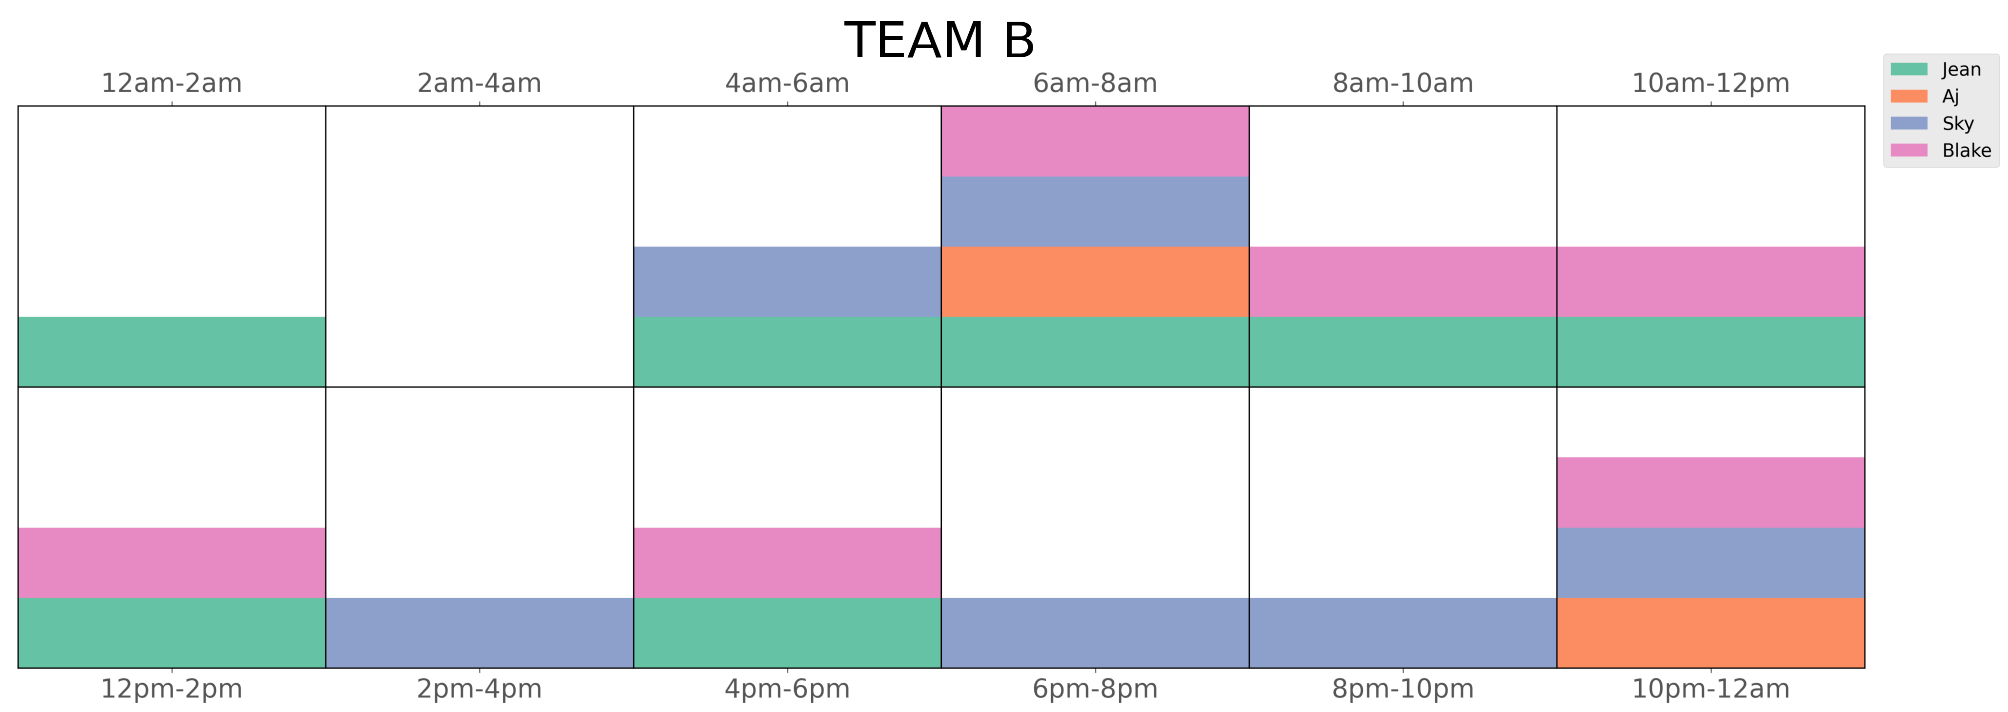 TEAM B
12am-2am 2am-4am 4am-6am 6am-8am 8am-10am 10am-12pm
Jean
Aj
Sky
Blake
12pm-2pm 2pm-4pm 4pm-6pm 6pm-8pm 8pm-10pm 10pm-12am